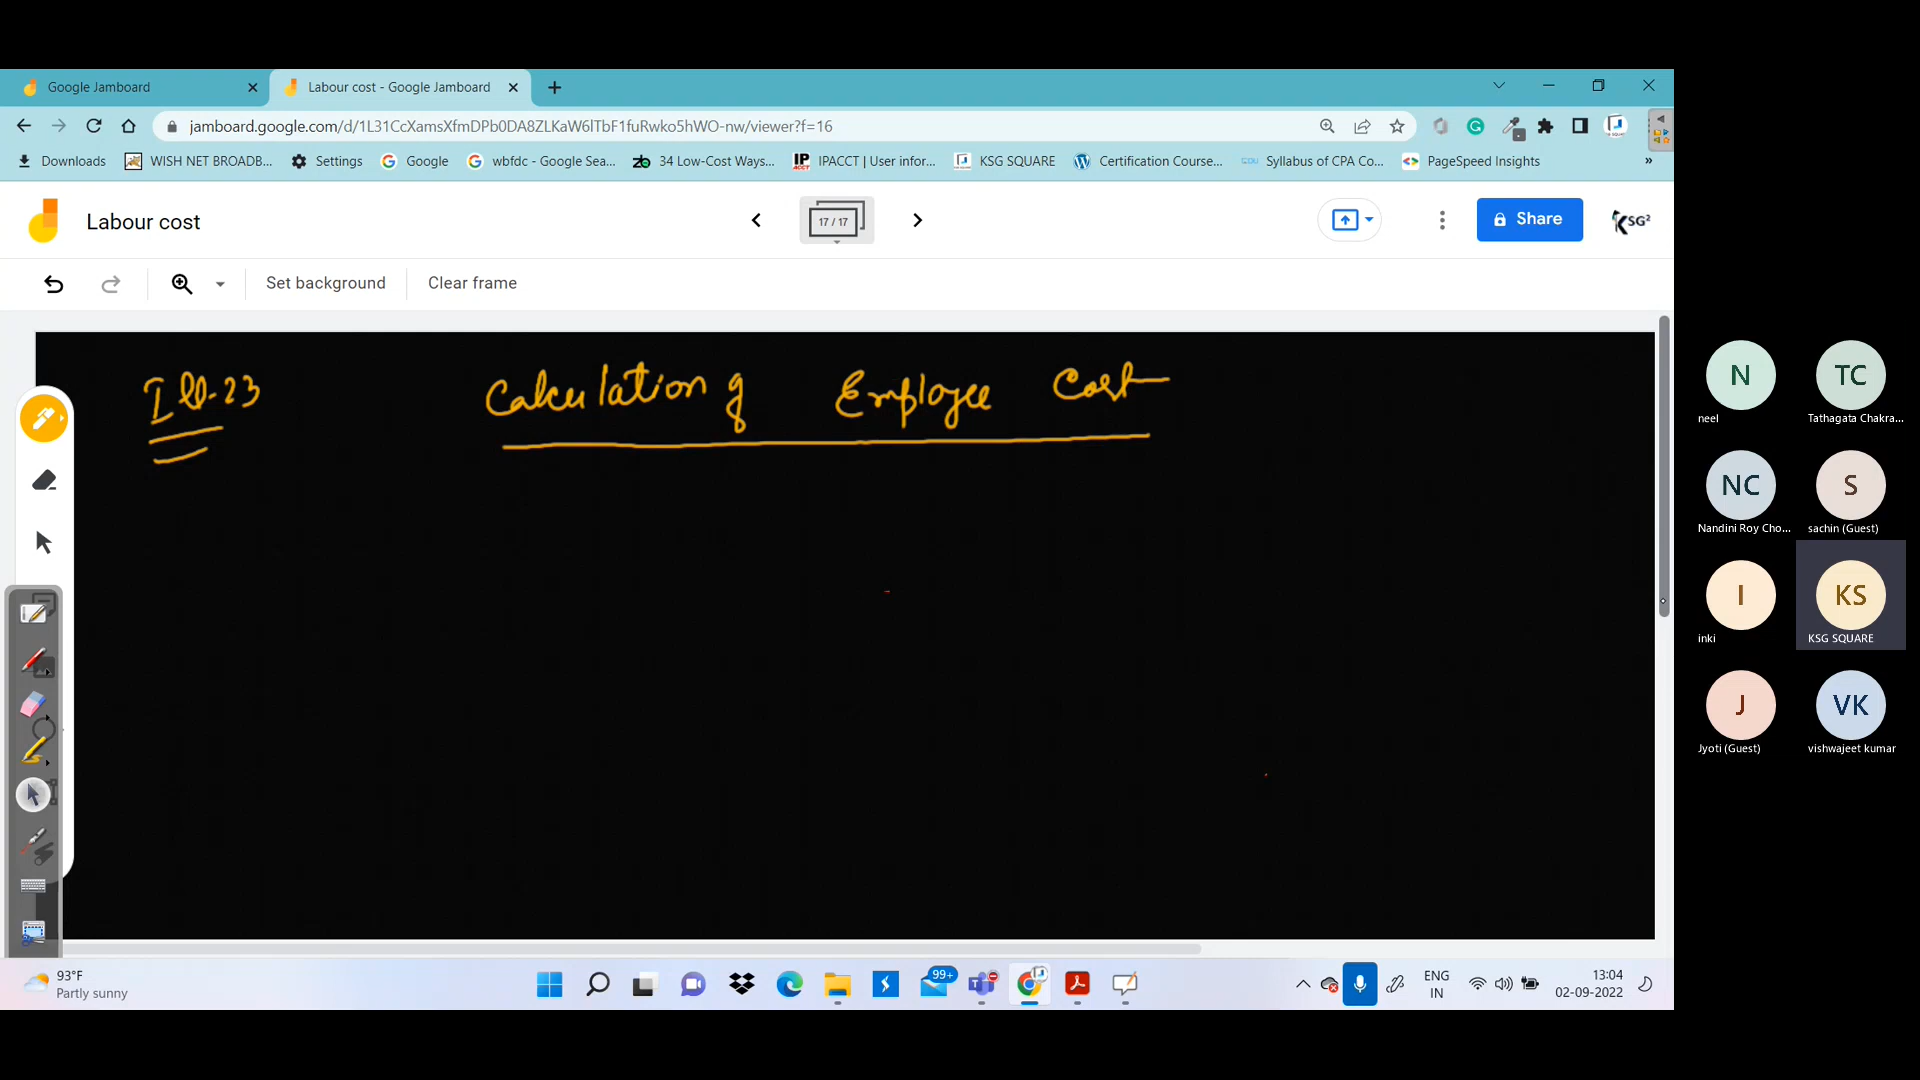 Google Jamboard
Labour cost - Google Jamboard
jamboard.google.com/d/1L31CcXamsXfmDPb0DA8ZLKaW6lTbF1fuRwko5hWO-nw/viewer?f=16
Downloads WISH NET BROADB... Settings Google wbfdc - Google Sea... 34 Low-Cost Ways... IPACCT | User infor... KSG SQUARE Certification Course... Syllabus of CPA Co... PageSpeed Insights »
Labour cost
17 / 17
Share
KSG²
Set background
Clear frame
Ill.23
Calculation of Employee Cost
N
neel
TC
Tathagata Chakra...
NC
Nandini Roy Cho...
S
sachin (Guest)
I
inki
KS
KSG SQUARE
J
Jyoti (Guest)
VK
vishwajeet kumar
93°F
Partly sunny
99+
ENG
IN
13:04
02-09-2022